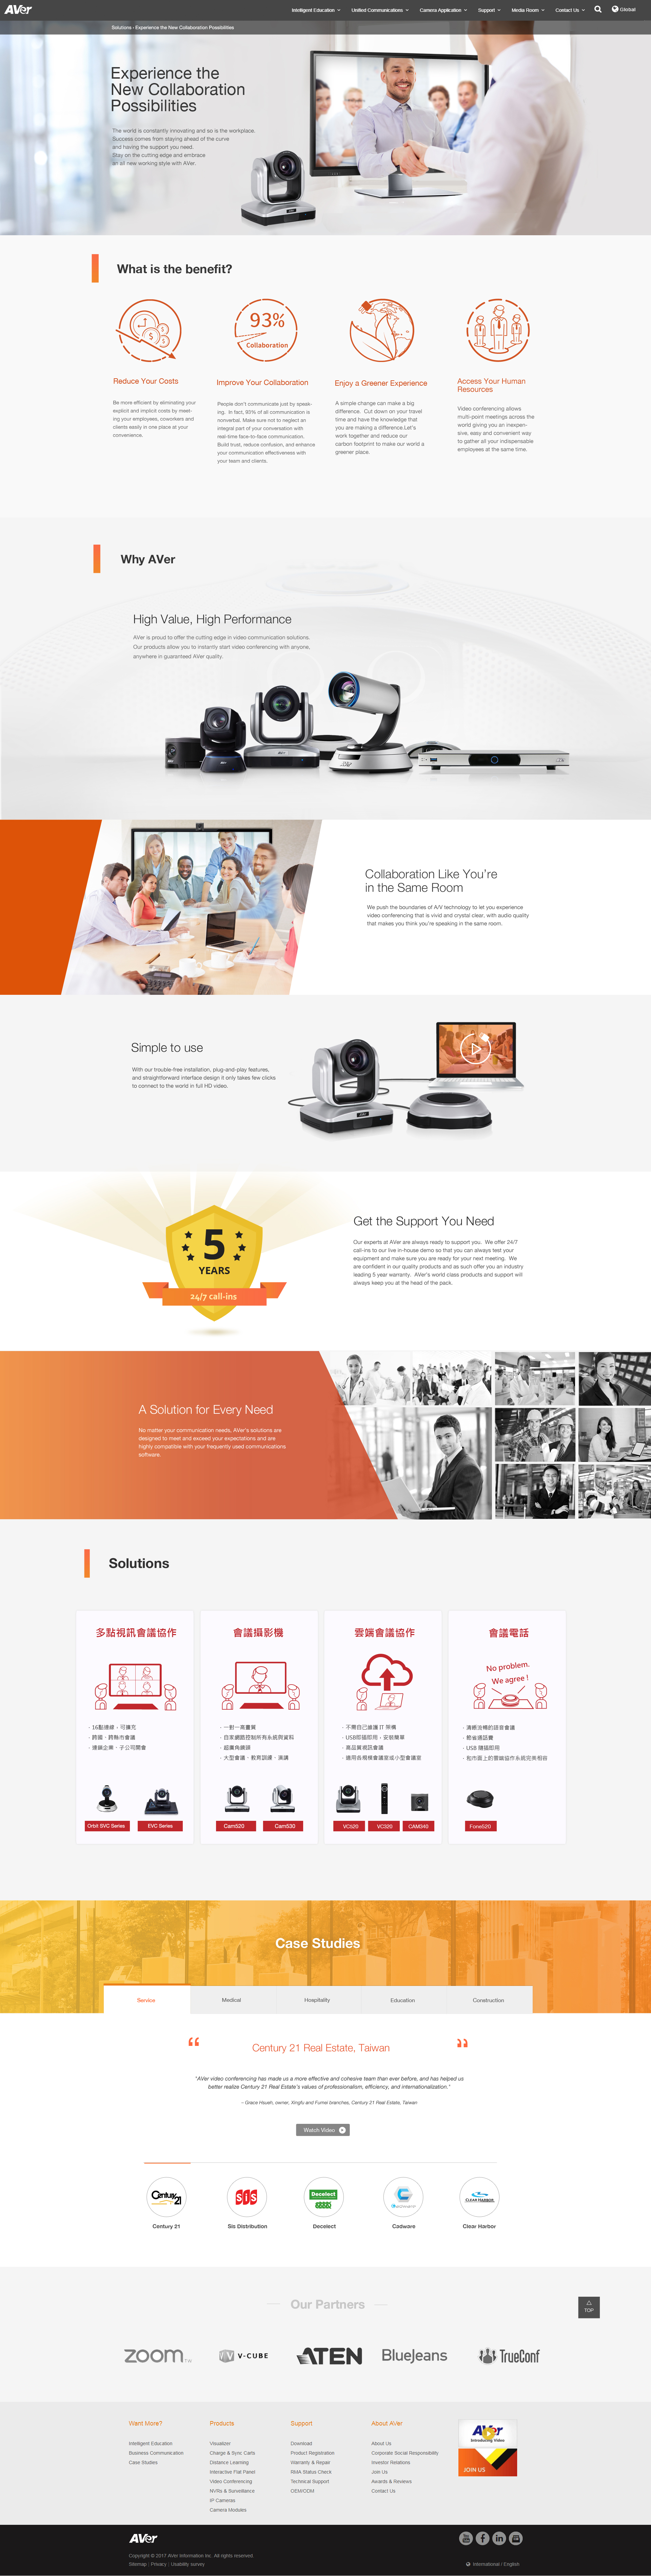 AVer
Intelligent Education
Unified Communications
Camera Application
Support
Media Room
Contact Us
Global
Solutions › Experience the New Collaboration Possibilities
Experience the
New Collaboration
Possibilities
The world is constantly innovating and so is the workplace.
Success comes from staying ahead of the curve
and having the support you need.
Stay on the cutting edge and embrace
an all new working style with AVer.
What is the benefit?
93%
Collaboration
Reduce Your Costs
Be more efficient by eliminating your
explicit and implicit costs by meet-
ing your employees, coworkers and
clients easily in one place at your
convenience.
Improve Your Collaboration
People don't communicate just by speak-
ing. In fact, 93% of all communication is
nonverbal. Make sure not to neglect an
integral part of your conversation with
real-time face-to-face communication.
Build trust, reduce confusion, and enhance
your communication effectiveness with
your team and clients.
Enjoy a Greener Experience
A simple change can make a big
difference. Cut down on your travel
time and have the knowledge that
you are making a difference.Let's
work together and reduce our
carbon footprint to make our world a
greener place.
Access Your Human
Resources
Video conferencing allows
multi-point meetings across the
world giving you an inexpen-
sive, easy and convenient way
to gather all your indispensable
employees at the same time.
Why AVer
High Value, High Performance
AVer is proud to offer the cutting edge in video communication solutions.
Our products allow you to instantly start video conferencing with anyone,
anywhere in guaranteed AVer quality.
Collaboration Like You're
in the Same Room
We push the boundaries of A/V technology to let you experience
video conferencing that is vivid and crystal clear, with audio quality
that makes you think you're speaking in the same room.
Simple to use
With our trouble-free installation, plug-and-play features,
and straightforward interface design it only takes few clicks
to connect to the world in full HD video.
5
YEARS
24/7 call-ins
Get the Support You Need
Our experts at AVer are always ready to support you. We offer 24/7
call-ins to our live in-house demo so that you can always test your
equipment and make sure you are ready for your next meeting. We
are confident in our quality products and as such offer you an industry
leading 5 year warranty. AVer's world class products and support will
always keep you at the head of the pack.
A Solution for Every Need
No matter your communication needs, AVer's solutions are
designed to meet and exceed your expectations and are
highly compatible with your frequently used communications
software.
Solutions
多點視訊會議協作
· 16點連線，可擴充
· 跨國、跨縣市會議
· 連鎖企業、子公司開會
Orbit SVC Series
EVC Series
會議攝影機
· 一對一高畫質
· 自家網路控制所有系統與資料
· 超廣角鏡頭
· 大型會議、教育訓練、演講
Cam520
Cam530
雲端會議協作
· 不需自己維護 IT 架構
· USB即插即用，安裝簡單
· 高品質視訊會議
· 適用各規模會議室或小型會議室
VC520
VC320
CAM340
會議電話
No problem.
We agree !
· 清晰流暢的語音會議
· 節省通話費
· USB 隨插即用
· 和市面上的雲端協作系統完美相容
Fone520
Case Studies
Service
Medical
Hospitality
Education
Construction
“ Century 21 Real Estate, Taiwan ”
"AVer video conferencing has made us a more effective and cohesive team than ever before, and has helped us
better realize Century 21 Real Estate's values of professionalism, efficiency, and internationalization."
- Grace Hsueh, owner, Xingfu and Fumei branches, Century 21 Real Estate, Taiwan
Watch Video
Century 21
SiS
Decelect
CLEAR HARBOR
Century 21
Sis Distribution
Decelect
Cadware
Clear Harbor
Our Partners
TOP
ZOOM TW
V-CUBE
ATEN
BlueJeans
TrueConf
Want More?
Intelligent Education
Business Communication
Case Studies
Products
Visualizer
Charge & Sync Carts
Distance Learning
Interactive Flat Panel
Video Conferencing
NVRs & Surveillance
IP Cameras
Camera Modules
Support
Download
Product Registration
Warranty & Repair
RMA Status Check
Technical Support
OEM/ODM
About AVer
About Us
Corporate Social Responsibility
Investor Relations
Join Us
Awards & Reviews
Contact Us
AVer
Introducing Video
JOIN US
AVer
Copyright © 2017 AVer Information Inc. All rights reserved.
Sitemap | Privacy | Usability survey
International / English